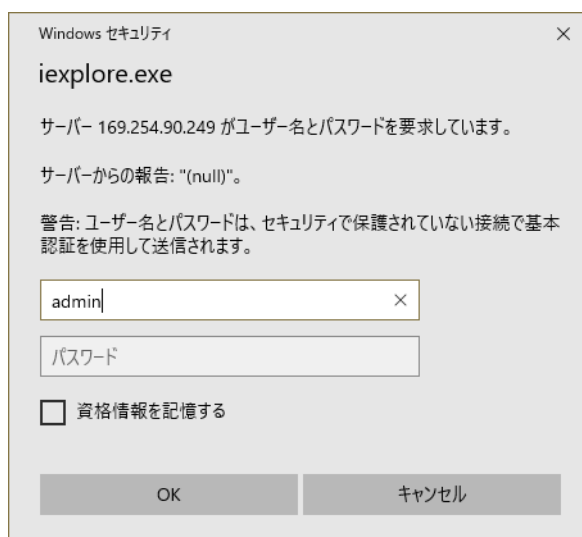 Windows セキュリティ
iexplore.exe
サーバー 169.254.90.249 がユーザー名とパスワードを要求しています。
サーバーからの報告: "(null)"。
警告: ユーザー名とパスワードは、セキュリティで保護されていない接続で基本
認証を使用して送信されます。
admin
パスワード
資格情報を記憶する
OK
キャンセル